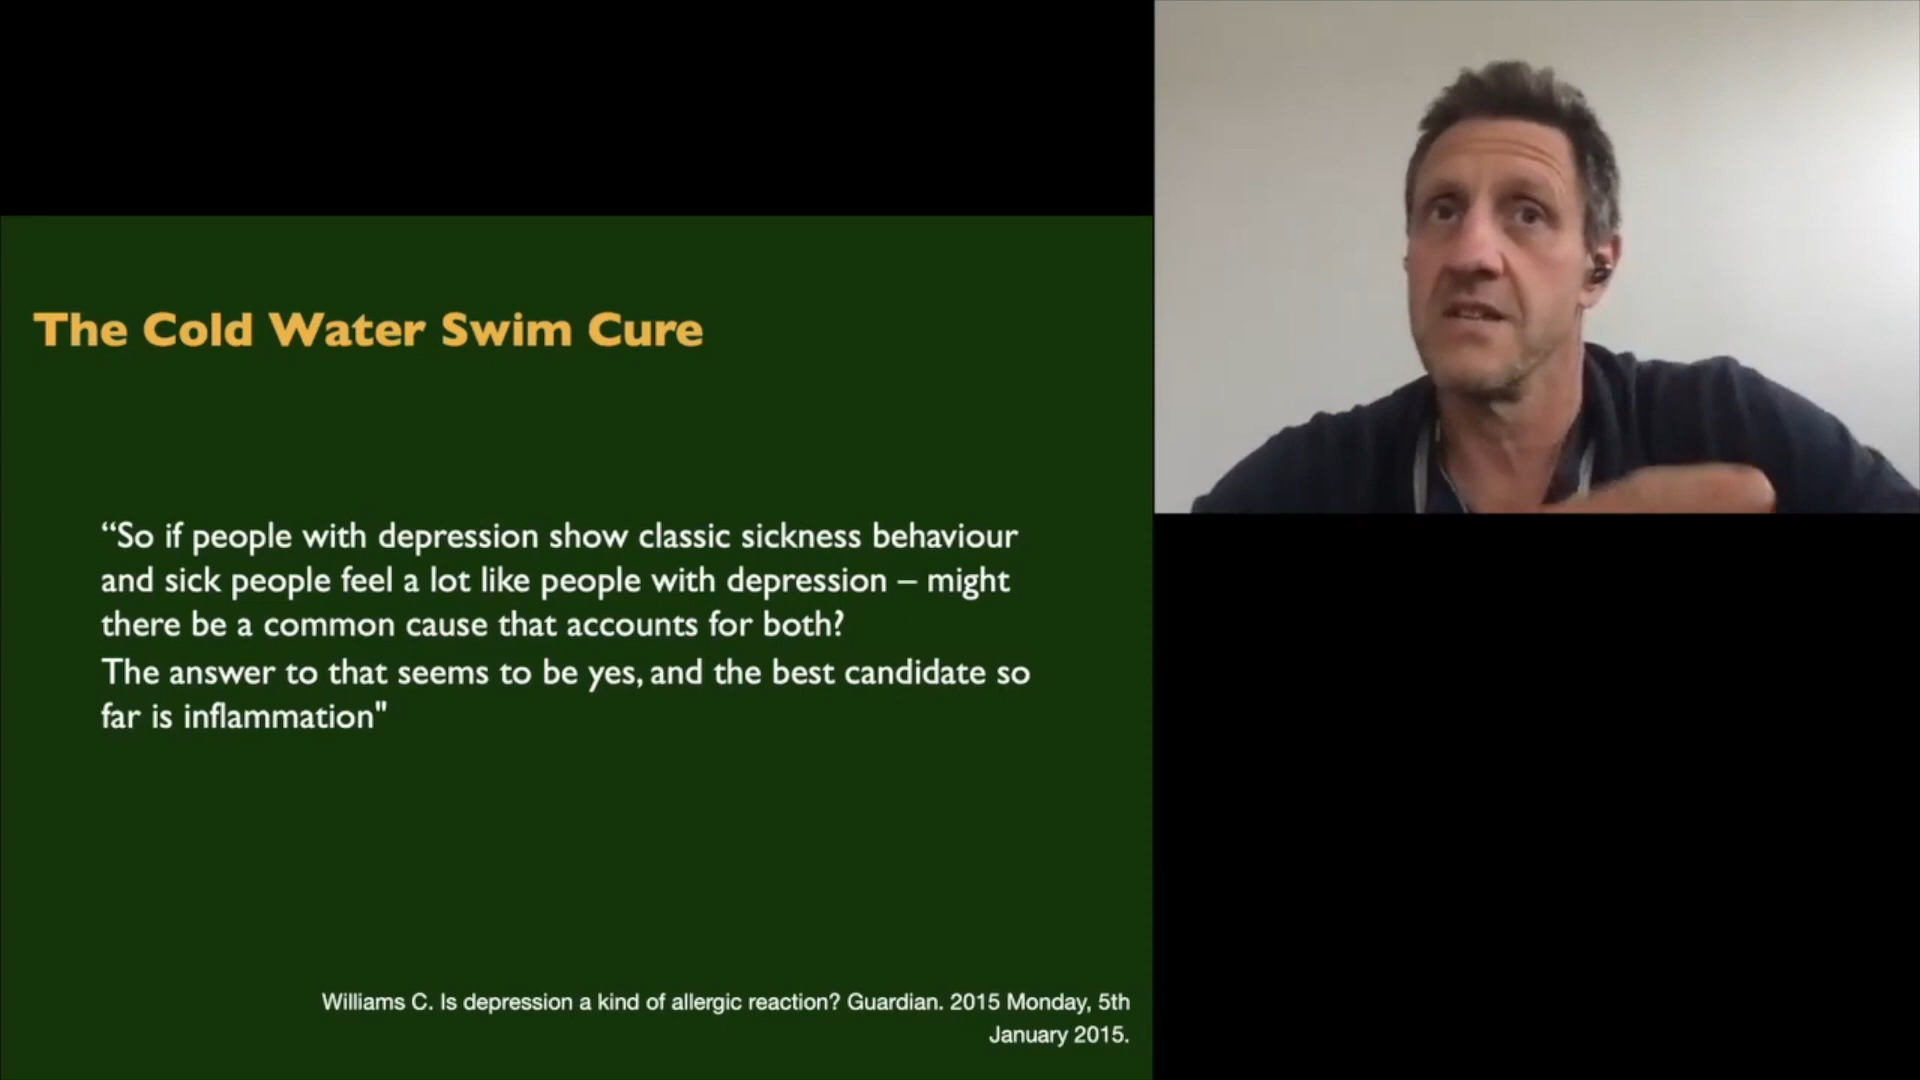 The Cold Water Swim Cure
“So if people with depression show classic sickness behaviour
and sick people feel a lot like people with depression – might
there be a common cause that accounts for both?
The answer to that seems to be yes, and the best candidate so
far is inflammation"
Williams C. Is depression a kind of allergic reaction? Guardian. 2015 Monday, 5th
January 2015.